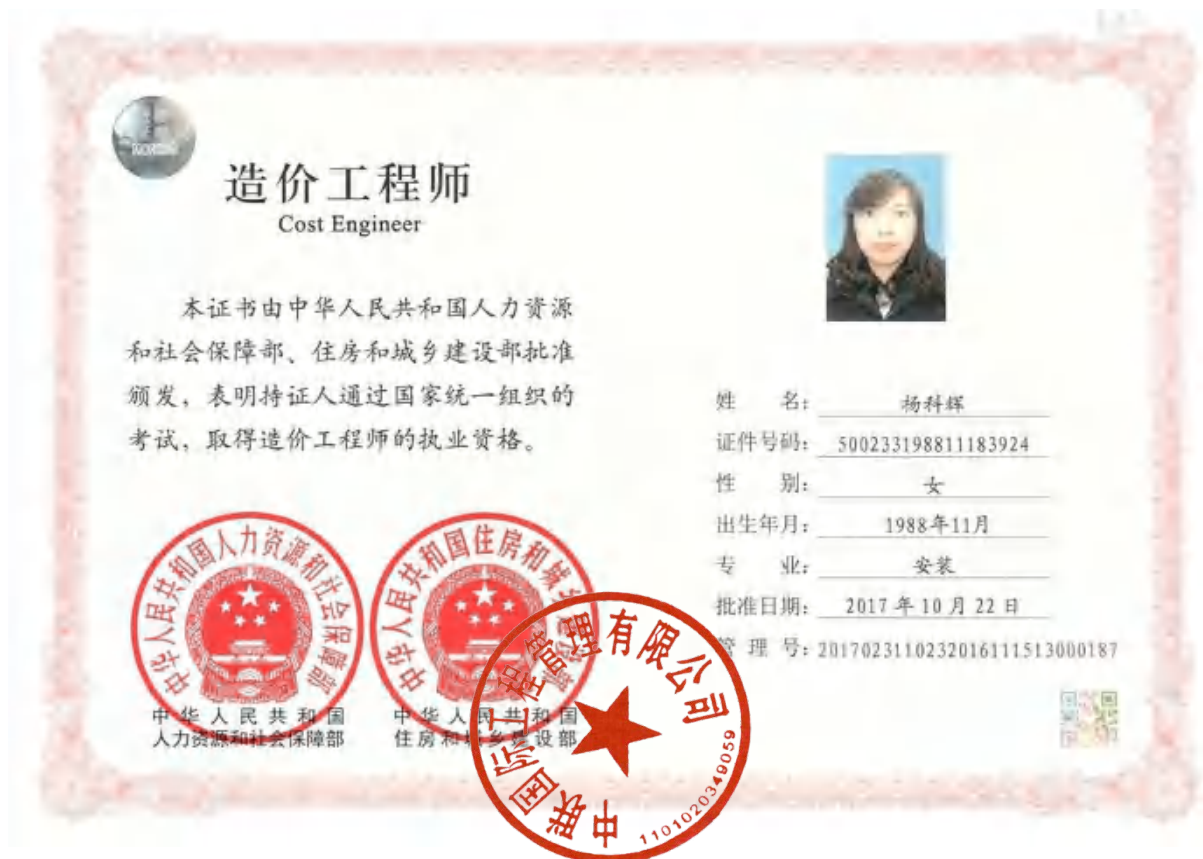 造价工程师
Cost Engineer
本证书由中华人民共和国人力资源
和社会保障部、住房和城乡建设部批准
颁发，表明持证人通过国家统一组织的
考试，取得造价工程师的执业资格。
中华人民共和国人力资源和社会保障部
中华人民共和国住房和城乡建设部
中华人民共和国
人力资源和社会保障部
中华人民共和国
住房和城乡建设部
中联国际工程管理有限公司
1101020349059
姓 名：杨科辉
证件号码：500233198811183924
性 别：女
出生年月：1988年11月
专 业：安装
批准日期：2017年10月22日
管 理 号：2017023110232016111513000187